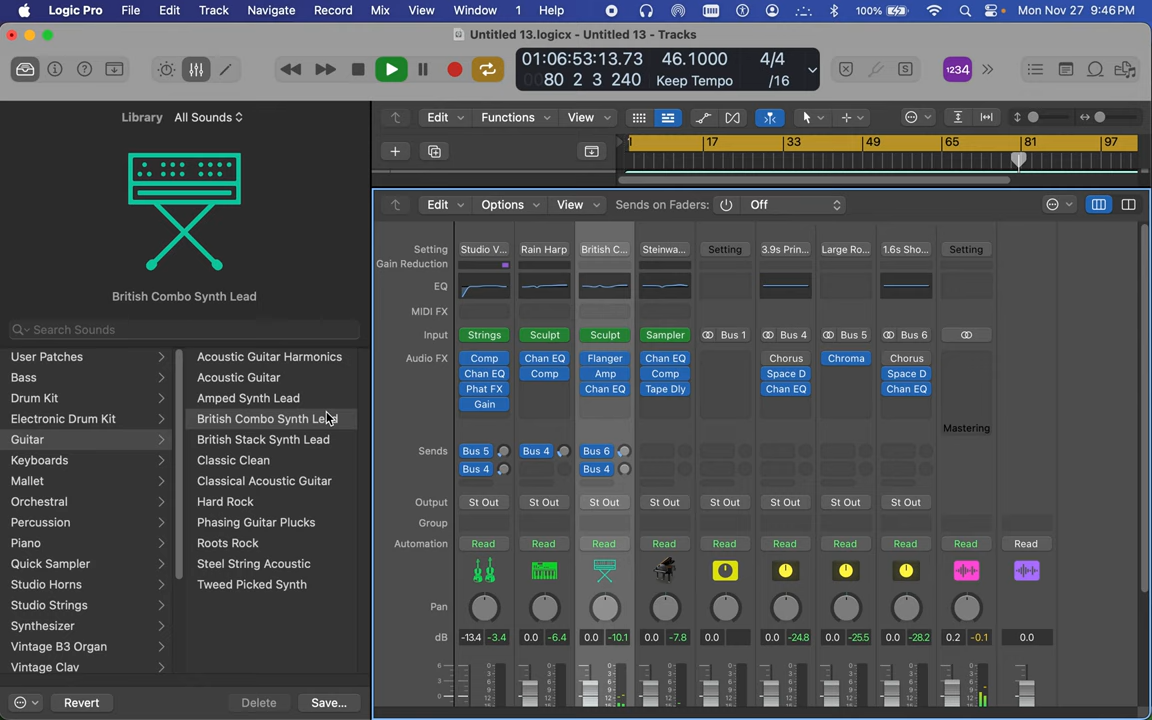 Logic Pro File Edit Track Navigate Record Mix View Window 1 Help 100% Mon Nov 27 9:46 PM
Untitled 13.logicx - Untitled 13 - Tracks
01:06:53:13.73 46.1000 4/4
0080 2 3 240 Keep Tempo /16
1234
Library All Sounds
Edit Functions View
1 17 33 49 65 81 97
Edit Options View Sends on Faders: Off
Setting Studio V... Rain Harp British C... Steinwa... Setting 3.9s Prin... Large Ro... 1.6s Sho... Setting
Gain Reduction
EQ
British Combo Synth Lead
MIDI FX
Search Sounds
Input Strings Sculpt Sculpt Sampler Bus 1 Bus 4 Bus 5 Bus 6
Audio FX Comp Chan EQ Flanger Chan EQ Chorus Chroma Chorus
Chan EQ Comp Amp Comp Space D Space D
Phat FX Chan EQ Tape Dly Chan EQ Chan EQ
Gain
Mastering
User Patches
Bass
Drum Kit
Electronic Drum Kit
Guitar
Keyboards
Mallet
Orchestral
Percussion
Piano
Quick Sampler
Studio Horns
Studio Strings
Synthesizer
Vintage B3 Organ
Vintage Clav
Acoustic Guitar Harmonics
Acoustic Guitar
Amped Synth Lead
British Combo Synth Lead
British Stack Synth Lead
Classic Clean
Classical Acoustic Guitar
Hard Rock
Phasing Guitar Plucks
Roots Rock
Steel String Acoustic
Tweed Picked Synth
Sends Bus 5 Bus 4 Bus 6
Bus 4 Bus 4
Output St Out St Out St Out St Out St Out St Out St Out St Out
Group
Automation Read Read Read Read Read Read Read Read Read Read
Pan
dB -13.4 -3.4 0.0 -6.4 0.0 -10.1 0.0 -7.8 0.0 0.0 -24.8 0.0 -25.5 0.0 -28.2 0.2 -0.1 0.0
Revert Delete Save...